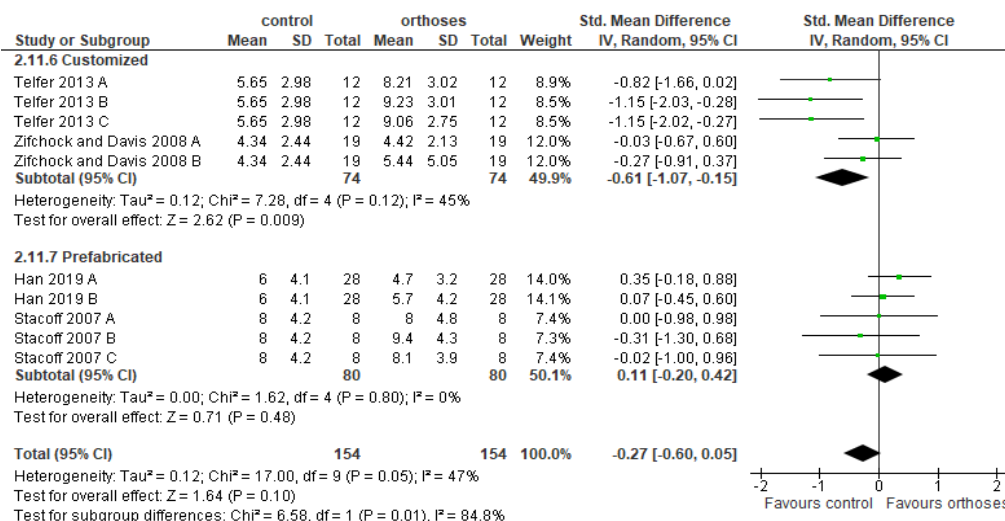 control orthoses Std. Mean Difference Std. Mean Difference
Study or Subgroup Mean SD Total Mean SD Total Weight IV, Random, 95% CI IV, Random, 95% CI
2.11.6 Customized
Telfer 2013 A 5.65 2.98 12 8.21 3.02 12 8.9% -0.82 [-1.66, 0.02]
Telfer 2013 B 5.65 2.98 12 9.23 3.01 12 8.5% -1.15 [-2.03, -0.28]
Telfer 2013 C 5.65 2.98 12 9.06 2.75 12 8.5% -1.15 [-2.02, -0.27]
Zifchock and Davis 2008 A 4.34 2.44 19 4.42 2.13 19 12.0% -0.03 [-0.67, 0.60]
Zifchock and Davis 2008 B 4.34 2.44 19 5.44 5.05 19 12.0% -0.27 [-0.91, 0.37]
Subtotal (95% CI) 74 74 49.9% -0.61 [-1.07, -0.15]
Heterogeneity: Tau² = 0.12; Chi² = 7.28, df = 4 (P = 0.12); I² = 45%
Test for overall effect: Z = 2.62 (P = 0.009)
2.11.7 Prefabricated
Han 2019 A 6 4.1 28 4.7 3.2 28 14.0% 0.35 [-0.18, 0.88]
Han 2019 B 6 4.1 28 5.7 4.2 28 14.1% 0.07 [-0.45, 0.60]
Stacoff 2007 A 8 4.2 8 8 4.8 8 7.4% 0.00 [-0.98, 0.98]
Stacoff 2007 B 8 4.2 8 9.4 4.3 8 7.3% -0.31 [-1.30, 0.68]
Stacoff 2007 C 8 4.2 8 8.1 3.9 8 7.4% -0.02 [-1.00, 0.96]
Subtotal (95% CI) 80 80 50.1% 0.11 [-0.20, 0.42]
Heterogeneity: Tau² = 0.00; Chi² = 1.62, df = 4 (P = 0.80); I² = 0%
Test for overall effect: Z = 0.71 (P = 0.48)
Total (95% CI) 154 154 100.0% -0.27 [-0.60, 0.05]
Heterogeneity: Tau² = 0.12; Chi² = 17.00, df = 9 (P = 0.05); I² = 47%
Test for overall effect: Z = 1.64 (P = 0.10)
Test for subgroup differences: Chi² = 6.58, df = 1 (P = 0.01), I² = 84.8%
-2 -1 0 1 2
Favours control Favours orthoses